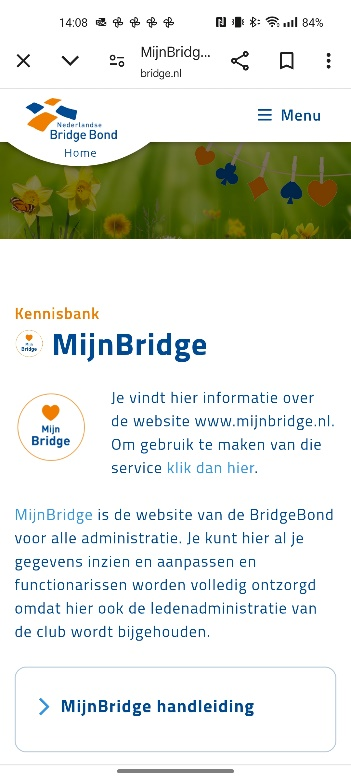 14:08
84%
MijnBridg...
bridge.nl
Nederlandse
Bridge Bond
Home
Menu
Kennisbank
Mijn
Bridge
MijnBridge
Mijn
Bridge
Je vindt hier informatie over
de website www.mijnbridge.nl.
Om gebruik te maken van die
service klik dan hier.
MijnBridge is de website van de BridgeBond
voor alle administratie. Je kunt hier al je
gegevens inzien en aanpassen en
functionarissen worden volledig ontzorgd
omdat hier ook de ledenadministratie van
de club wordt bijgehouden.
MijnBridge handleiding